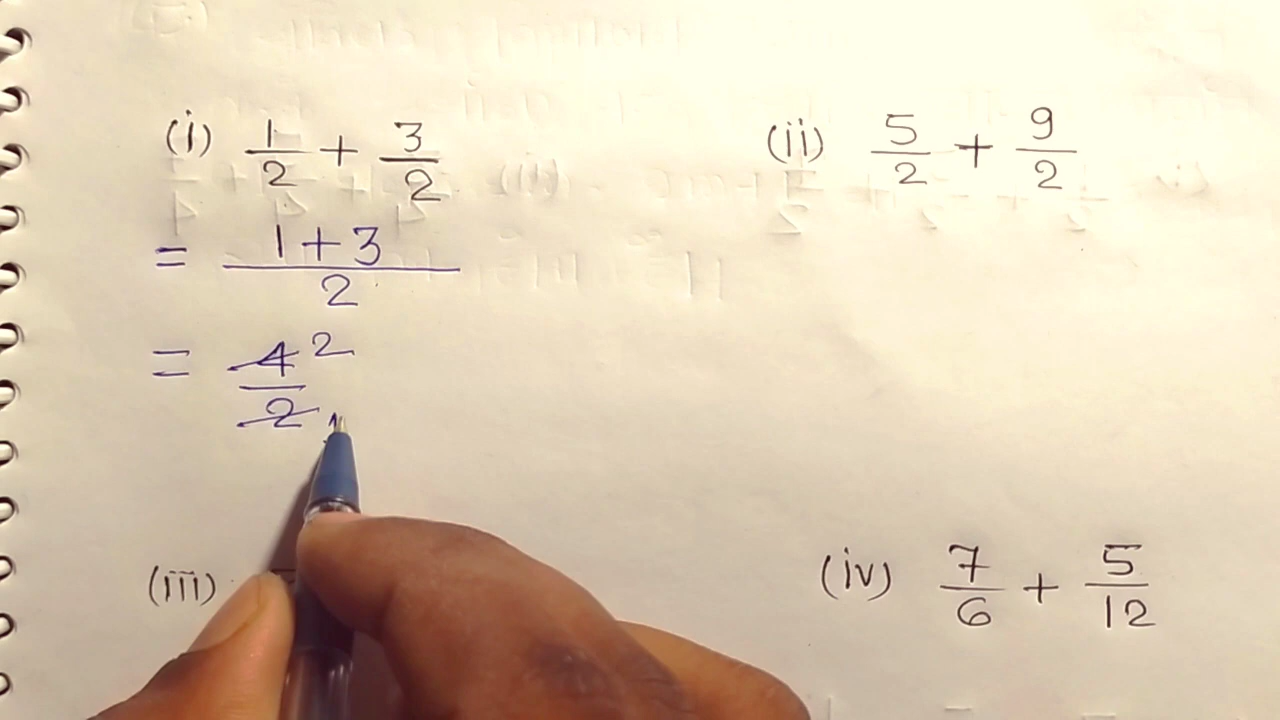 (i) 1/2 + 3/2
(ii) 5/2 + 9/2
= 1+3/2
= 4/2 2
(iii)
(iv) 7/6 + 5/12